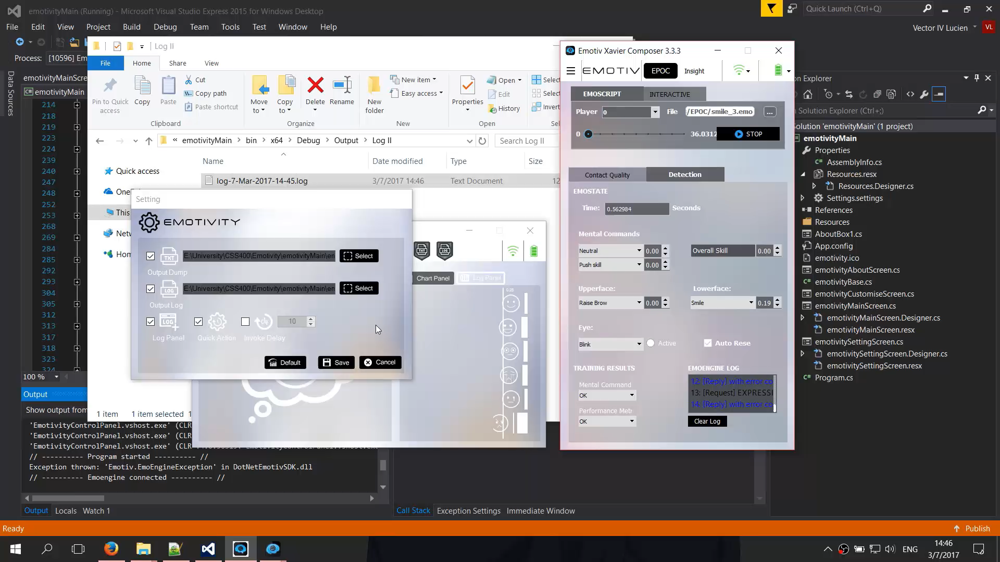 emotivityMain (Running) - Microsoft Visual Studio Express 2015 for Windows Desktop
Quick Launch (Ctrl+Q)
File Edit View Project Build Debug Team Tools Test Window Help
Vector IV Lucien VL
Process: [10596] Em
Data Sources
emotivityMainScre
emotivityMain
214
218
219
223
224
239
240
247
248
252
253
268
284
285
292
293
305
312
313
318
323
324
100 %
Log II
File Home Share View
Pin to Quick access
Copy
Paste
Cut
Copy path
Paste shortcut
Clipboard
Move to
Copy to
Delete
Rename
Organize
New folder
New item
Easy access
New
Properties
Open
Edit
History
Open
Select
Select
Invert
Sel
« emotivityMain > bin > x64 > Debug > Output > Log II
Search Log II
Name Date modified Type Size
log-7-Mar-2017-14-45.log 3/7/2017 14:46 Text Document 12
Quick access
This
1 item 1 item selected 1
Setting
EMOTIVITY
TXT E:\University\CSS400\Emotivity\emotivityMain\en Select
Output Dump
LOG E:\University\CSS400\Emotivity\emotivityMain\en Select
Output Log
LOG 10
Log Panel Quick Action Invoke Delay
Default Save Cancel
TXT LOG
Chart Panel Log Panel
0.25
Emotiv Xavier Composer 3.3.3
EMOTIV EPOC Insight
EMOSCRIPT INTERACTIVE
Player 0 File /EPOC/smile_3.emo ...
0 36.0312 STOP
Contact Quality Detection
EMOSTATE
Time: 0.562984 Seconds
Mental Commands
Neutral 0.00 Overall Skill 0.00
Push skill 0.00
Upperface: Lowerface:
Raise Brow 0.00 Smile 0.19
Eye:
Blink Active Auto Rese
TRAINING RESULTS EMOENGINE LOG
Mental Command
OK
Performance Metr
OK
12: [Reply] with error co
13: [Request] EXPRESSI
14: [Reply] with error co
Clear Log
on Explorer
n Solution Explorer (Ctrl+;)
Solution 'emotivityMain' (1 project)
emotivityMain
Properties
AssemblyInfo.cs
Resources.resx
Resources.Designer.cs
Settings.settings
References
Resources
AboutBox1.cs
App.config
emotivity.ico
emotivityAboutScreen.cs
emotivityBase.cs
emotivityCustomiseScreen.cs
emotivityMainScreen.cs
emotivityMainScreen.Designer.cs
emotivityMainScreen.resx
emotivitySettingScreen.cs
emotivitySettingScreen.Designer.cs
emotivitySettingScreen.resx
Program.cs
Output
Show output from
'EmotivityControlPanel.vshost.exe' (CLR
'EmotivityControlPanel.vshost.exe' (CLR
'EmotivityControlPanel.vshost.exe' (CLR
// ---------- Program started ---------- //
Exception thrown: 'Emotiv.EmoEngineException' in DotNetEmotivSDK.dll
// ---------- Emoengine connected ---------- //
Output Locals Watch 1
Call Stack Exception Settings Immediate Window
Ready
Publish
ENG
14:46
3/7/2017